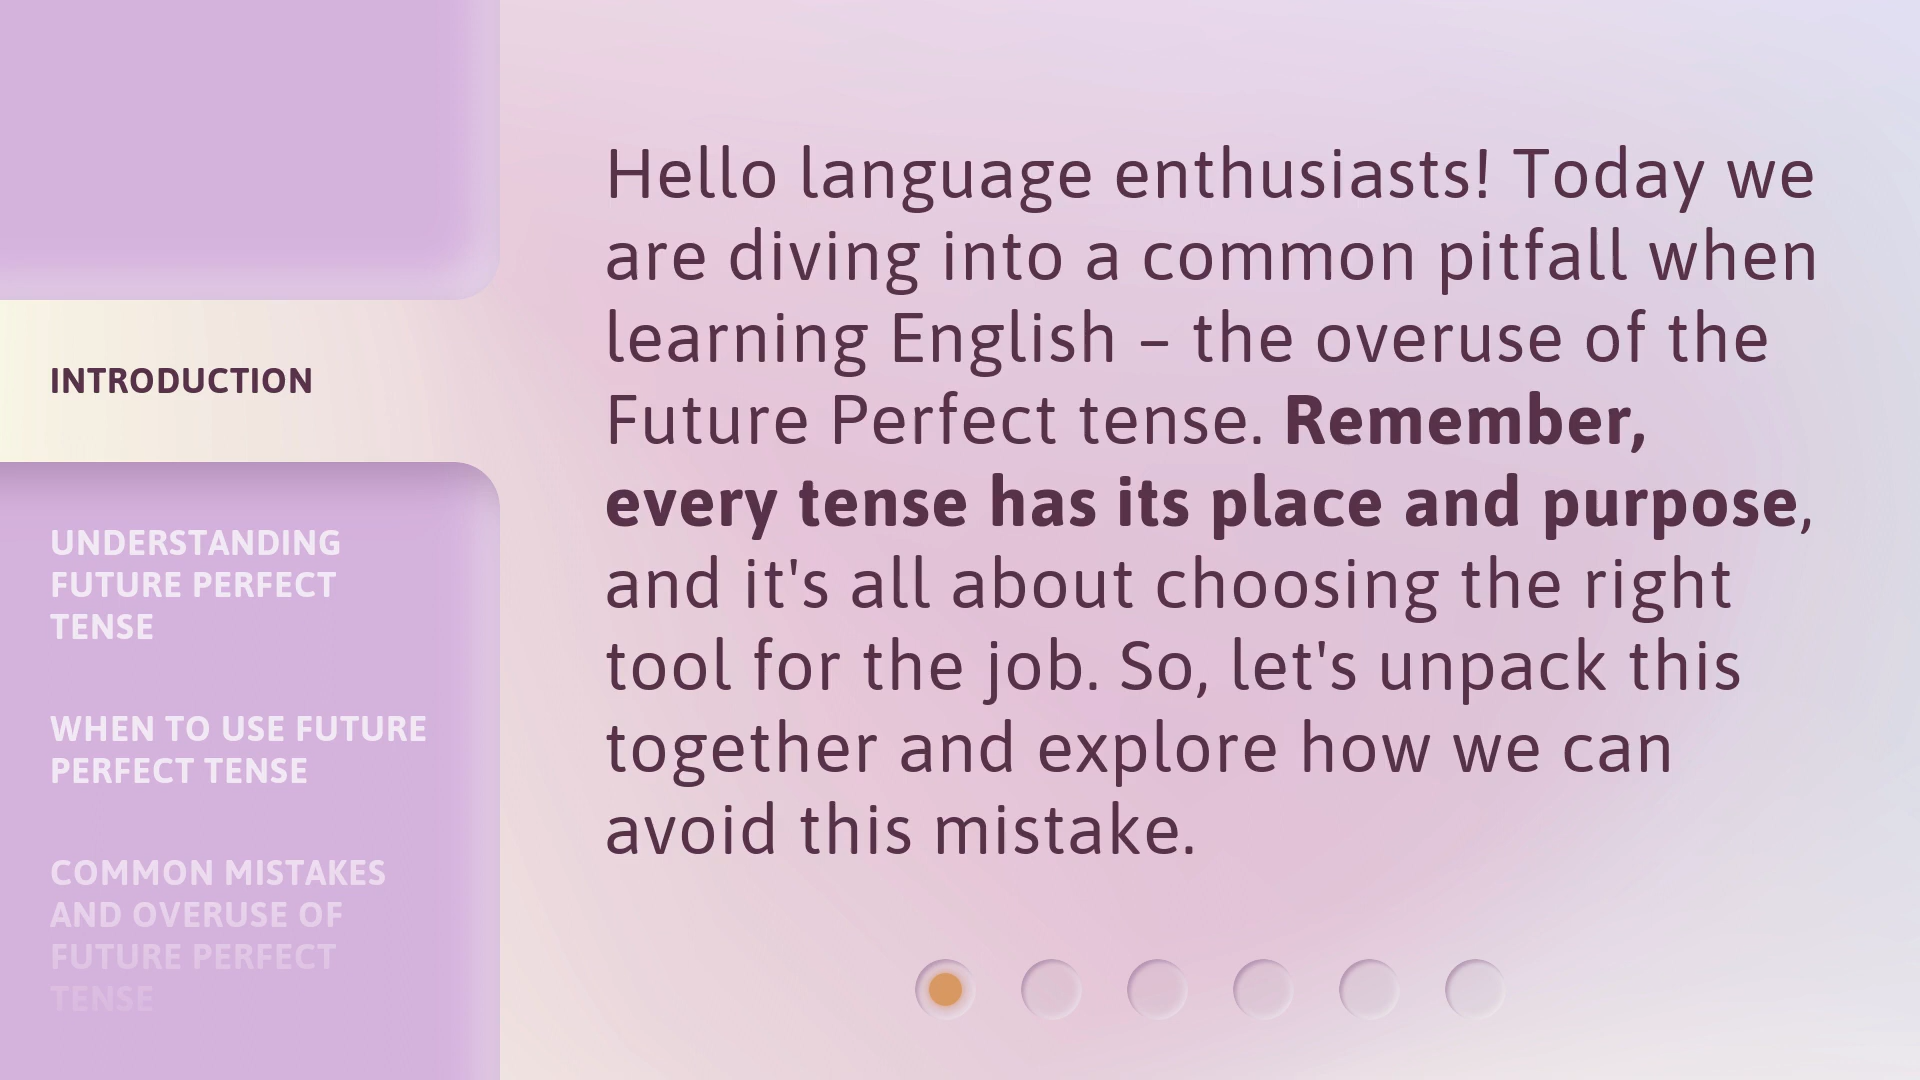 INTRODUCTION
UNDERSTANDING
FUTURE PERFECT
TENSE
WHEN TO USE FUTURE
PERFECT TENSE
COMMON MISTAKES
AND OVERUSE OF
FUTURE PERFECT
TENSE
Hello language enthusiasts! Today we
are diving into a common pitfall when
learning English – the overuse of the
Future Perfect tense. Remember,
every tense has its place and purpose,
and it's all about choosing the right
tool for the job. So, let's unpack this
together and explore how we can
avoid this mistake.